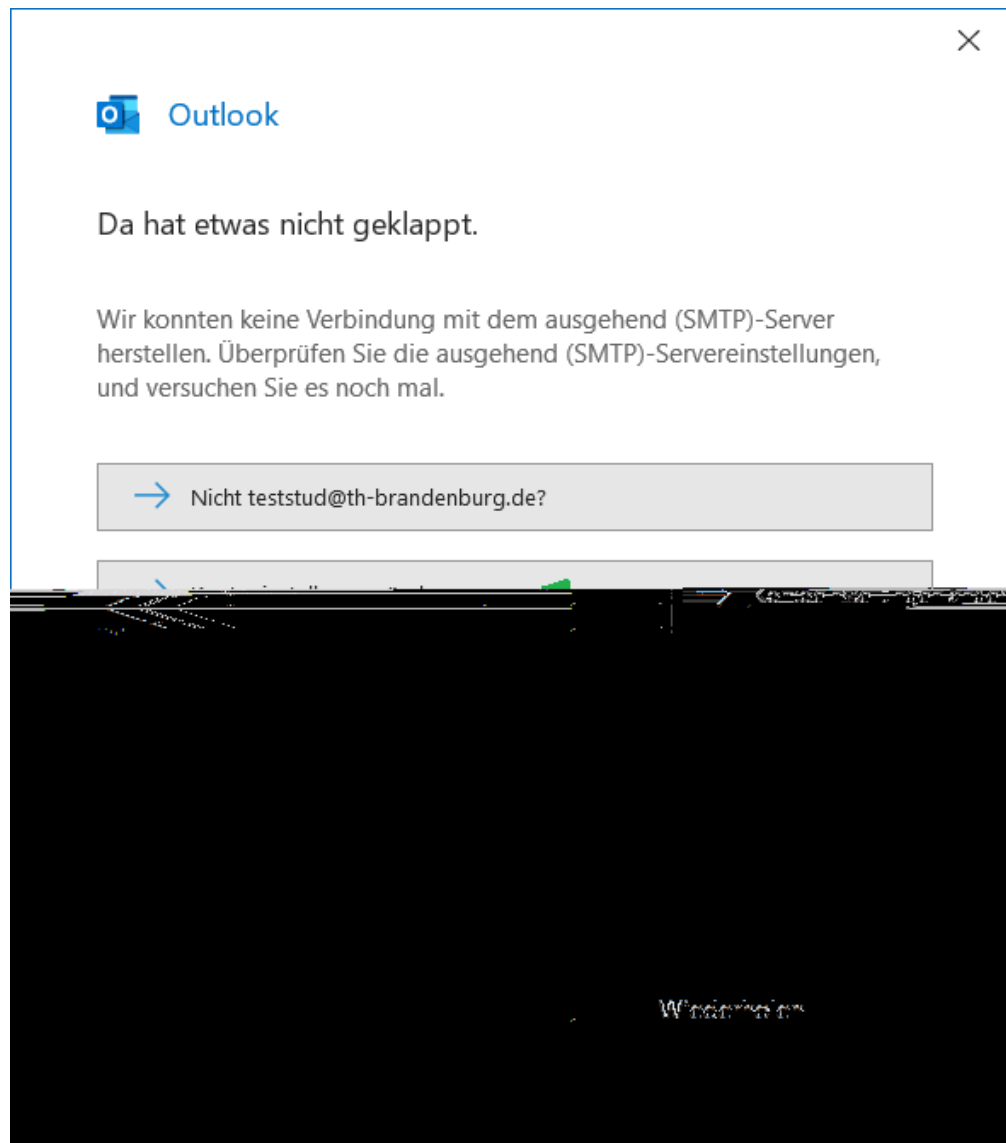 Outlook
Da hat etwas nicht geklappt.
Wir konnten keine Verbindung mit dem ausgehend (SMTP)-Server
herstellen. Überprüfen Sie die ausgehend (SMTP)-Servereinstellungen,
und versuchen Sie es noch mal.
Nicht teststud@th-brandenburg.de?
Wiederholen